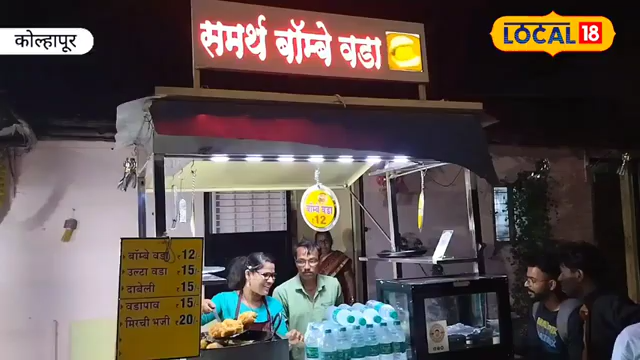 कोल्हापूर
समर्थ बॉम्बे वडा
LOCAL 18
बॉम्बे वडा
₹12
बॉम्बे वडा ₹12
उल्टा वडा ₹15
दाबेली ₹15
वडापाव ₹15
मिरची भजी ₹20